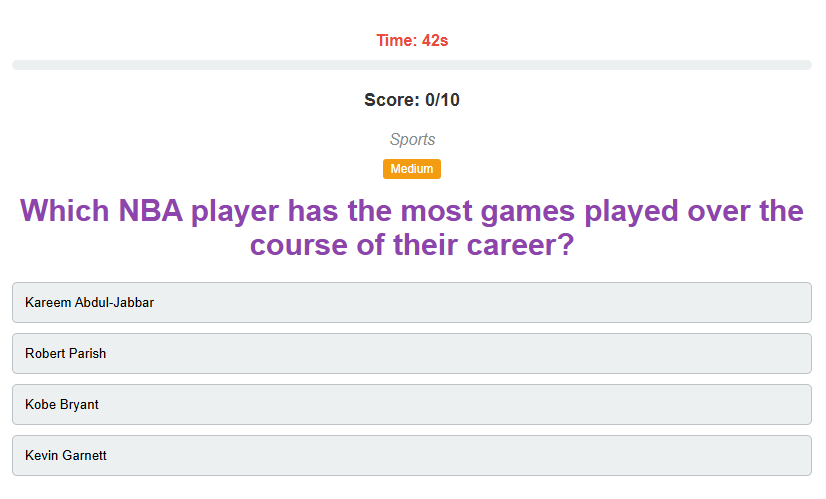 Time: 42s
Score: 0/10
Sports
Medium
Which NBA player has the most games played over the
course of their career?
Kareem Abdul-Jabbar
Robert Parish
Kobe Bryant
Kevin Garnett